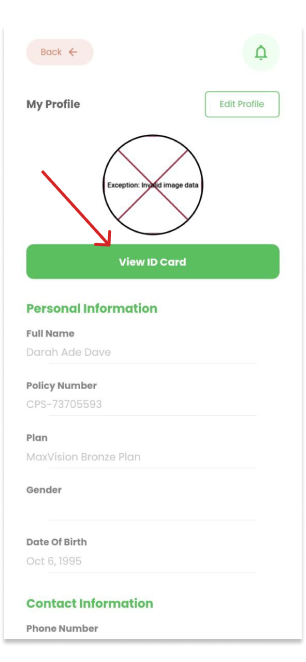 Back ←
My Profile
Edit Profile
Exception: Invalid image data
View ID Card
Personal Information
Full Name
Darah Ade Dave
Policy Number
CPS-73705593
Plan
MaxVision Bronze Plan
Gender
Date Of Birth
Oct 6, 1995
Contact Information
Phone Number